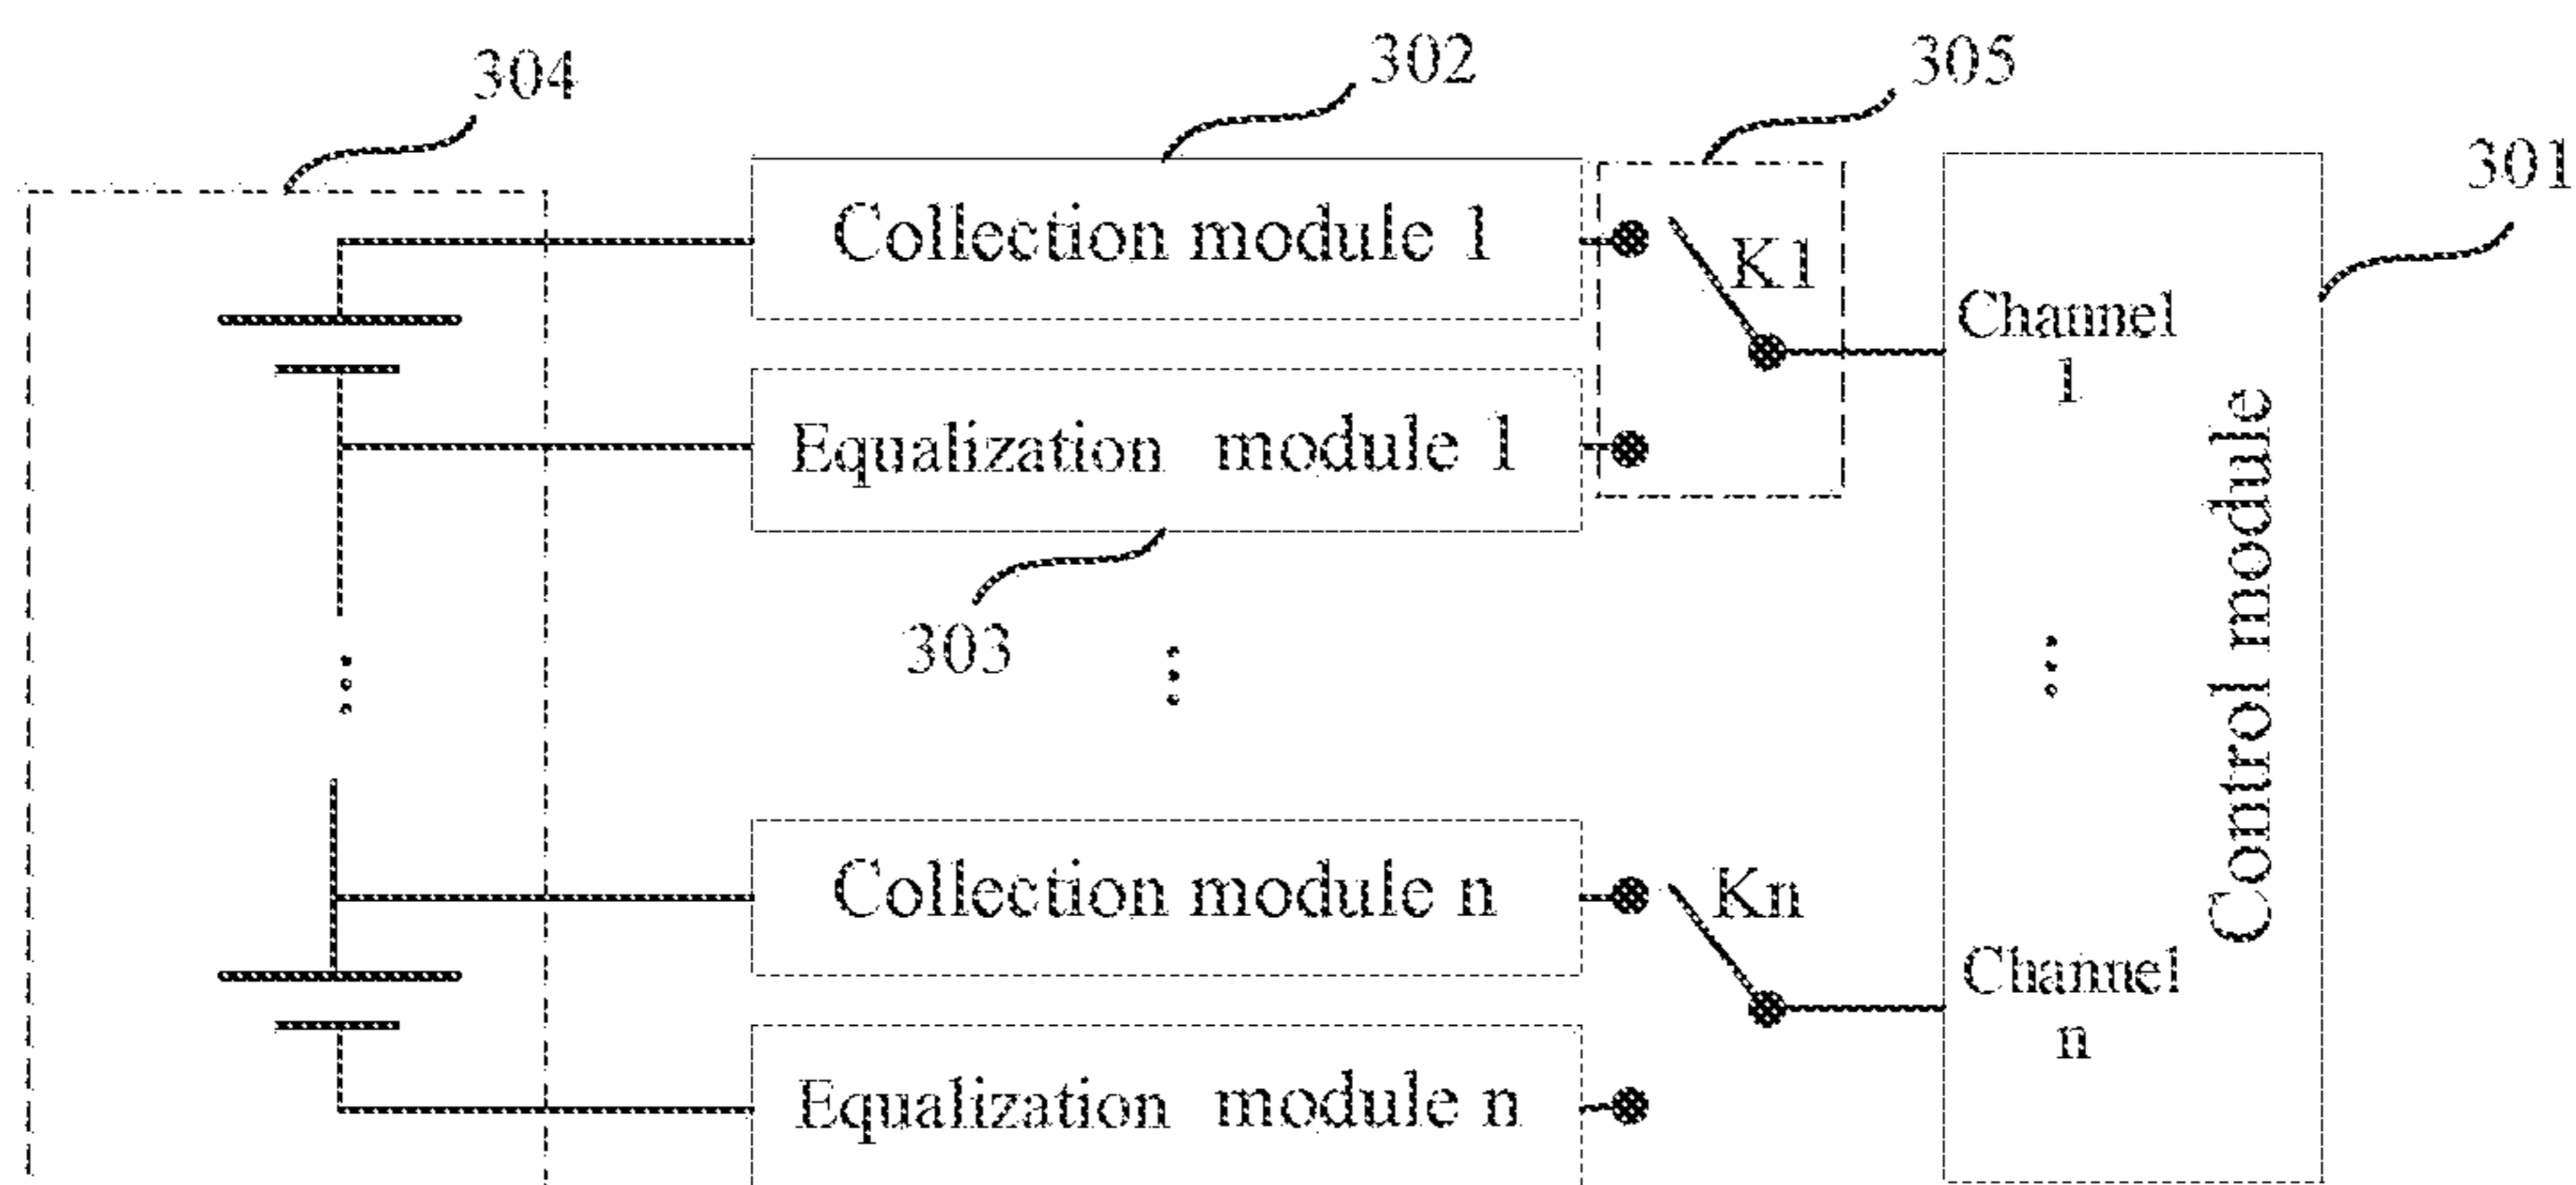 304
302
305
301
Collection module 1
K1
Channel
1
Equalization module 1
303
Control module
Collection module n
Kn
Channel
n
Equalization module n